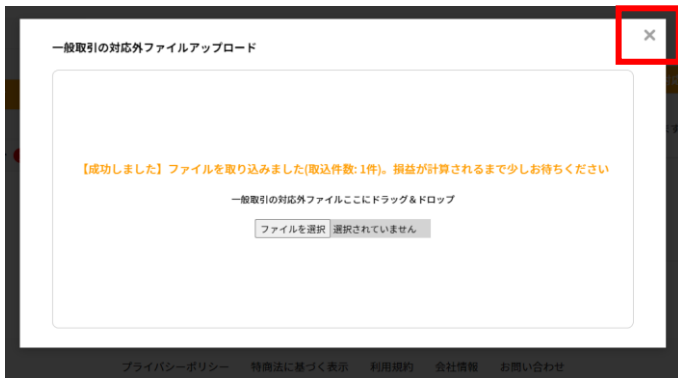 一般取引の対応外ファイルアップロード
×
【成功しました】ファイルを取り込みました(取込件数: 1件)。損益が計算されるまで少しお待ちください
一般取引の対応外ファイルここにドラッグ＆ドロップ
ファイルを選択 選択されていません
プライバシーポリシー 特商法に基づく表示 利用規約 会社情報 お問い合わせ